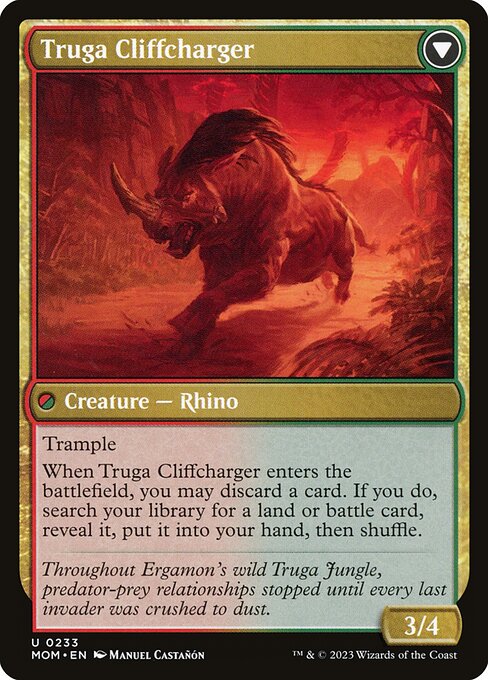 Truga Cliffcharger
Creature — Rhino
Trample
When Truga Cliffcharger enters the
battlefield, you may discard a card. If you do,
search your library for a land or battle card,
reveal it, put it into your hand, then shuffle.
Throughout Ergamon's wild Truga Jungle,
predator-prey relationships stopped until every last
invader was crushed to dust.
3/4
U 0233
MOM • EN Manuel Castañón
™ & © 2023 Wizards of the Coast